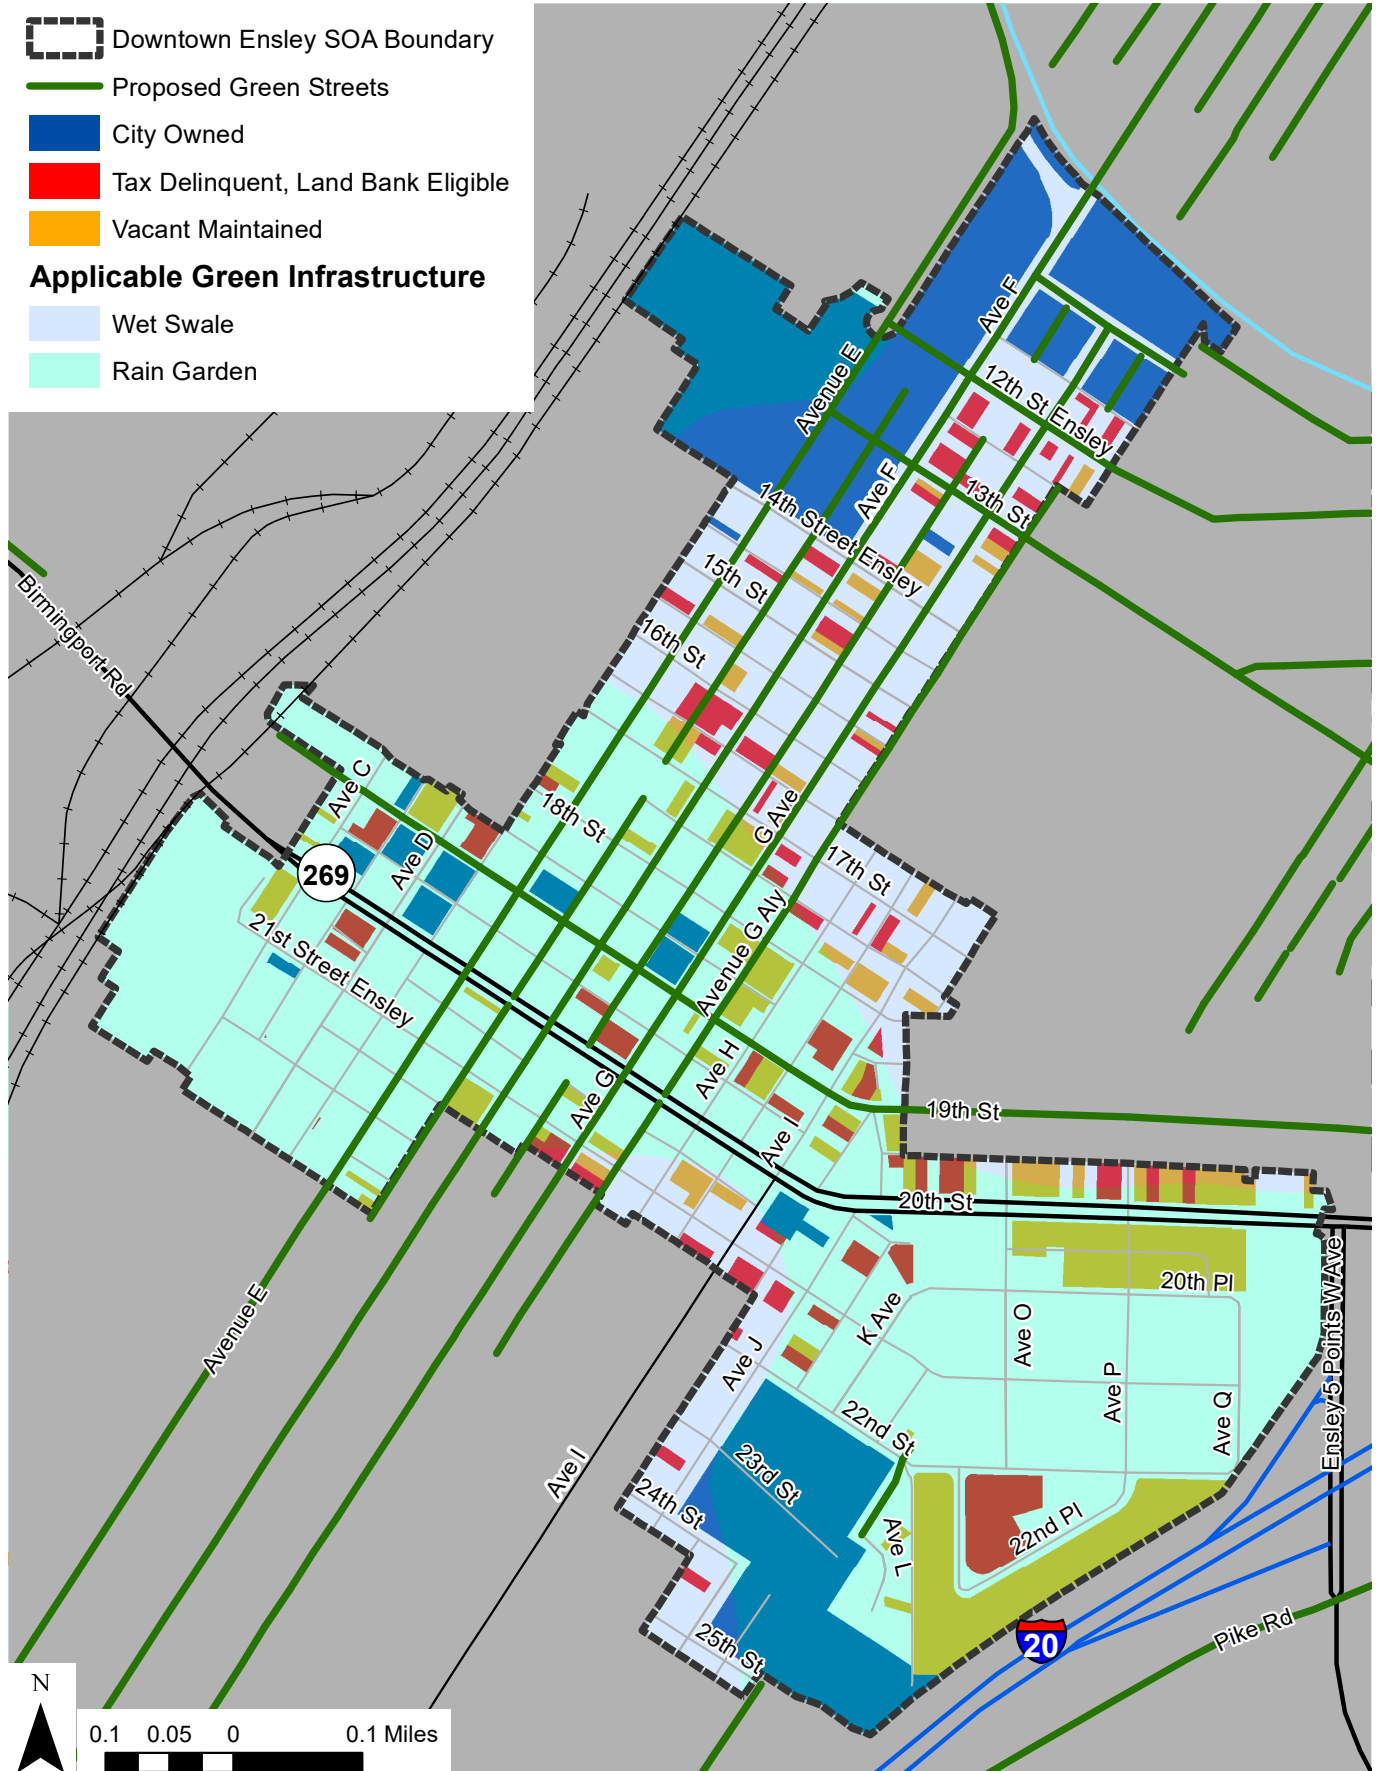 Downtown Ensley SOA Boundary
Proposed Green Streets
City Owned
Tax Delinquent, Land Bank Eligible
Vacant Maintained
Applicable Green Infrastructure
Wet Swale
Rain Garden
Ave F
Avenue E
12th St Ensley
Ave F
13th St
14th Street Ensley
15th St
16th St
Birmingport Rd
Ave C
18th St
G Ave
Ave D
17th St
269
21st Street Ensley
Avenue G Aly
Ave H
Ave G
19th St
Ave I
20th St
20th Pl
Avenue E
K Ave
Ave O
Ave J
Ave P
Ave Q
Ensley 5 Points W Ave
22nd St
23rd St
Ave I
24th St
22nd Pl
Ave L
25th St
20
Pike Rd
N
0.1 0.05 0 0.1 Miles